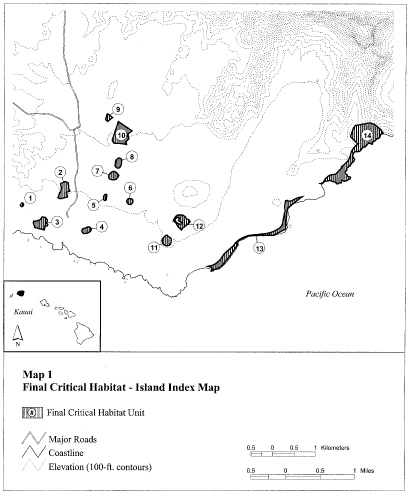 9
10
14
8
7
2
1
5
6
3
4
12
11
13
Pacific Ocean
Kauai
N
Map 1
Final Critical Habitat - Island Index Map
Final Critical Habitat Unit
Major Roads
Coastline
Elevation (100-ft. contours)
0.5 0 0.5 1 Kilometers
0.5 0 0.5 1 Miles